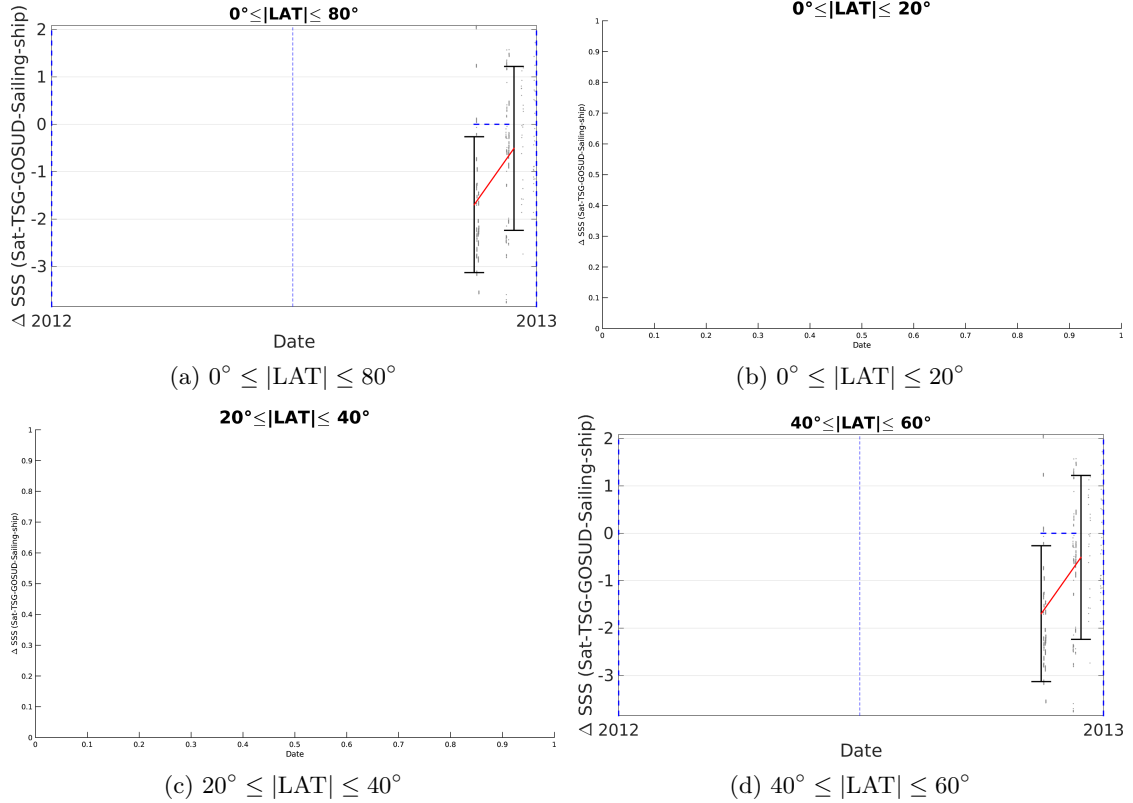 0°≤|LAT|≤ 80°
Δ SSS (Sat-TSG-GOSUD-Sailing-ship)
2
1
0
-1
-2
-3
2012
2013
Date
(a) 0° ≤ |LAT| ≤ 80°
0°≤|LAT|≤ 20°
Δ SSS (Sat-TSG-GOSUD-Sailing-ship)
1
0.9
0.8
0.7
0.6
0.5
0.4
0.3
0.2
0.1
0
0 0.1 0.2 0.3 0.4 0.5 0.6 0.7 0.8 0.9 1
Date
(b) 0° ≤ |LAT| ≤ 20°
20°≤|LAT|≤ 40°
Δ SSS (Sat-TSG-GOSUD-Sailing-ship)
1
0.9
0.8
0.7
0.6
0.5
0.4
0.3
0.2
0.1
0
0 0.1 0.2 0.3 0.4 0.5 0.6 0.7 0.8 0.9 1
Date
(c) 20° ≤ |LAT| ≤ 40°
40°≤|LAT|≤ 60°
Δ SSS (Sat-TSG-GOSUD-Sailing-ship)
2
1
0
-1
-2
-3
2012
2013
Date
(d) 40° ≤ |LAT| ≤ 60°